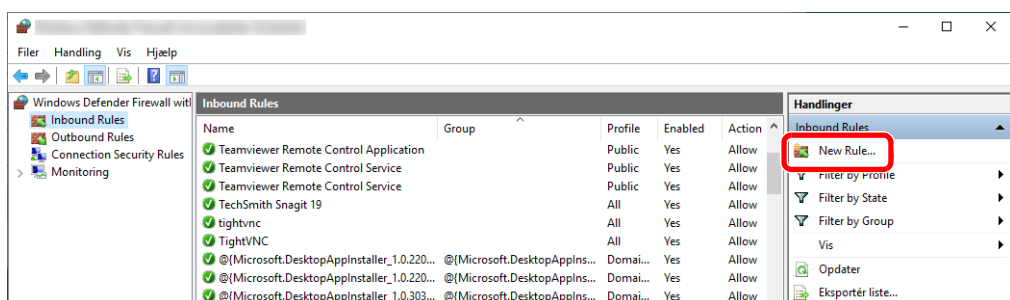 Filer Handling Vis Hjælp
Windows Defender Firewall witl
Inbound Rules
Outbound Rules
Connection Security Rules
Monitoring
Inbound Rules
Name Group Profile Enabled Action
Teamviewer Remote Control Application Public Yes Allow
Teamviewer Remote Control Service Public Yes Allow
Teamviewer Remote Control Service Public Yes Allow
TechSmith Snagit 19 All Yes Allow
tightvnc All Yes Allow
TightVNC All Yes Allow
@{Microsoft.DesktopAppInstaller_1.0.220... @{Microsoft.DesktopAppIns... Domai... Yes Allow
@{Microsoft.DesktopAppInstaller_1.0.220... @{Microsoft.DesktopAppIns... Domai... Yes Allow
@{Microsoft.DesktopAppInstaller_1.0.303... @{Microsoft.DesktopAppIns... Domai... Yes Allow
Handlinger
Inbound Rules
New Rule...
Filter by Profile
Filter by State
Filter by Group
Vis
Opdater
Eksportér liste...